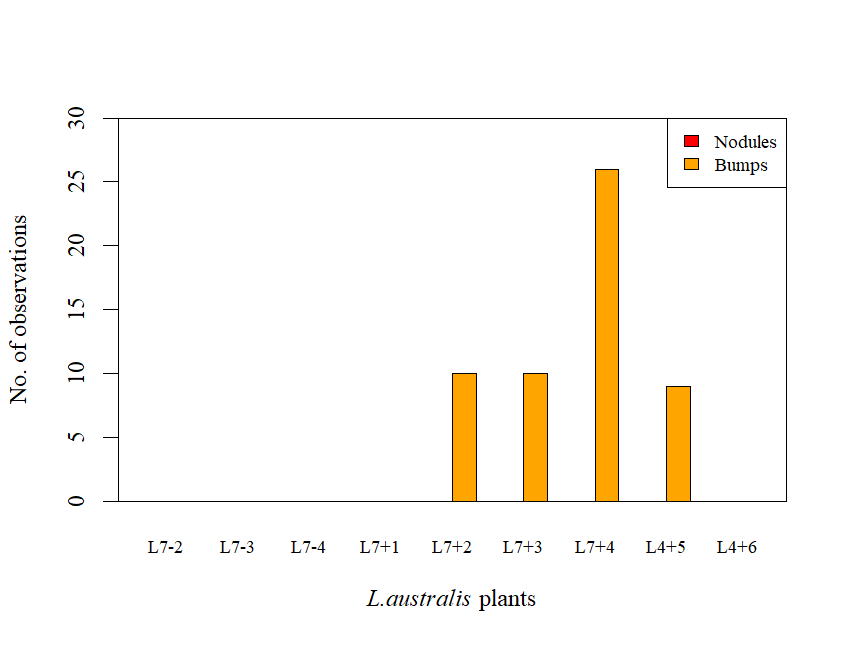 No. of observations
30
25
20
15
10
5
0
Nodules
Bumps
L7-2 L7-3 L7-4 L7+1 L7+2 L7+3 L7+4 L4+5 L4+6
L.australis plants